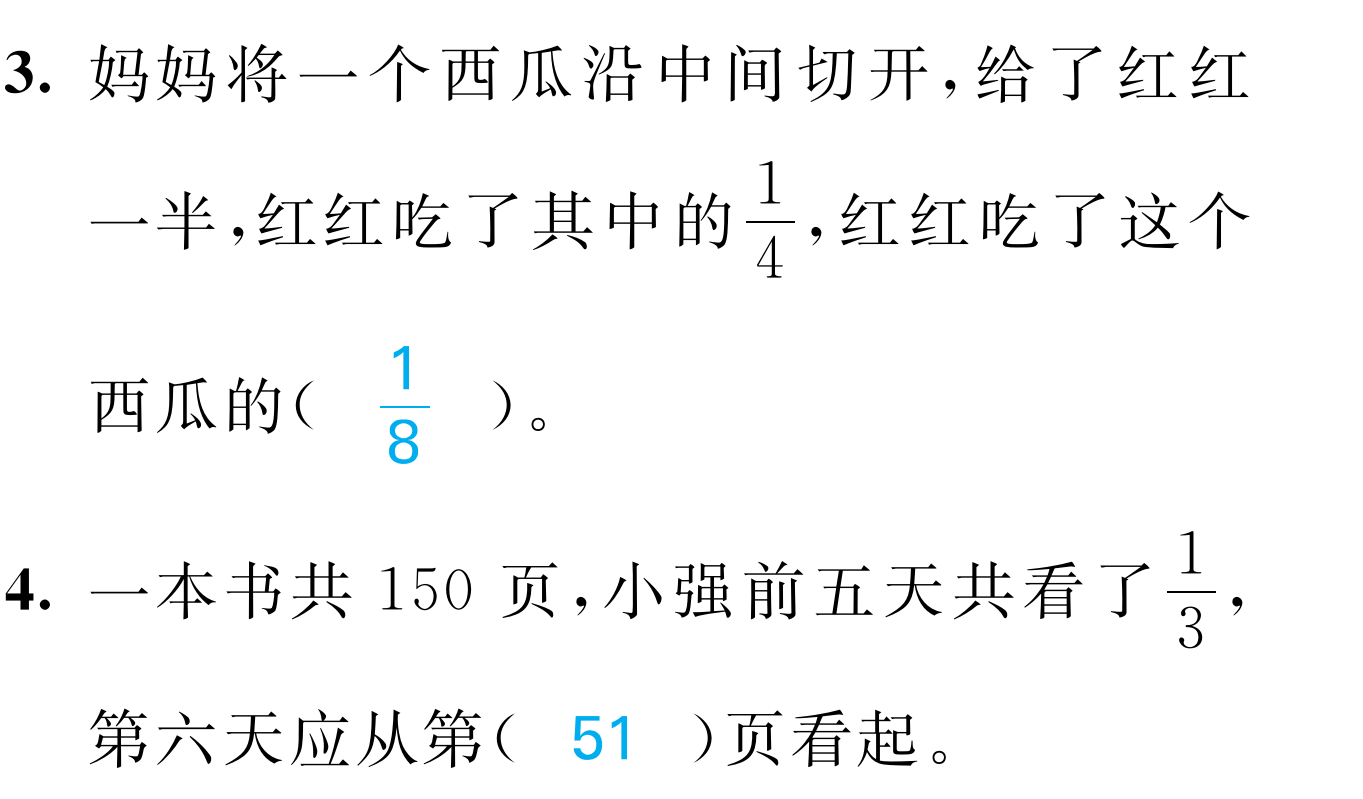 3. 妈妈将一个西瓜沿中间切开,给了红红
一半,红红吃了其中的1/4,红红吃了这个
西瓜的( 1/8 )。
4. 一本书共 150 页,小强前五天共看了1/3,
第六天应从第( 51 )页看起。